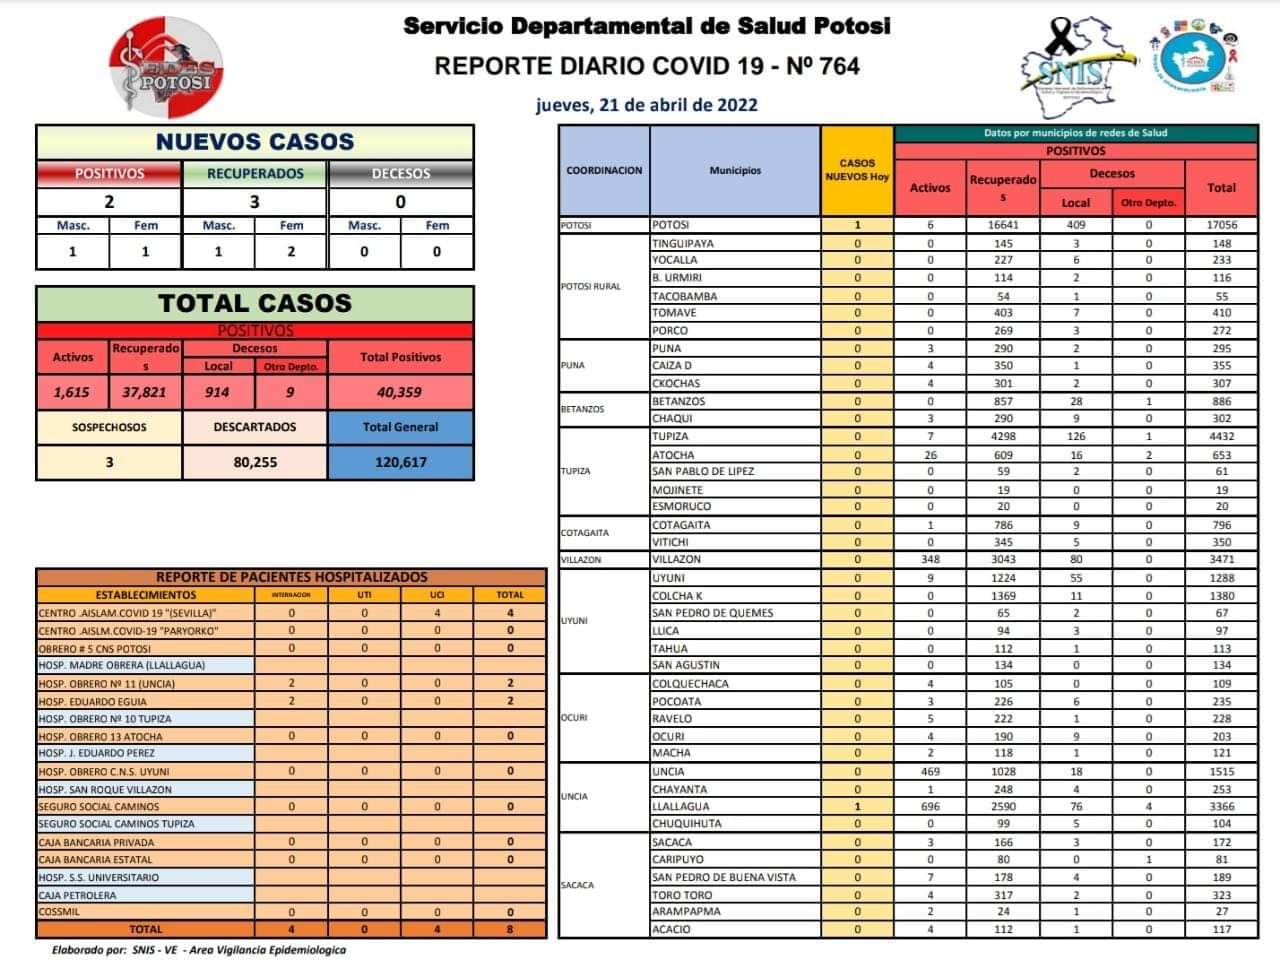 Servicio Departamental de Salud Potosi
REPORTE DIARIO COVID 19 - Nº 764
jueves, 21 de abril de 2022
SEDES
POTOSI
SNIS
NUEVOS CASOS
POSITIVOS RECUPERADOS DECESOS
2 3 0
Masc. Fem Masc. Fem Masc. Fem
1 1 1 2 0 0
TOTAL CASOS
POSITIVOS
Activos Recuperados Decesos Total Positivos
Local Otro Depto.
1,615 37,821 914 9 40,359
SOSPECHOSOS DESCARTADOS Total General
3 80,255 120,617
REPORTE DE PACIENTES HOSPITALIZADOS
ESTABLECIMIENTOS INTERNACION UTI UCI TOTAL
CENTRO .AISLAM.COVID 19 "(SEVILLA)" 0 0 4 4
CENTRO .AISLM.COVID-19 "PARYORKO" 0 0 0 0
OBRERO # 5 CNS POTOSI 0 0 0 0
HOSP. MADRE OBRERA (LLALLAGUA)
HOSP. OBRERO Nº 11 (UNCIA) 2 0 0 2
HOSP. EDUARDO EGUIA 2 0 0 2
HOSP. OBRERO Nº 10 TUPIZA
HOSP. OBRERO 13 ATOCHA 0 0 0 0
HOSP. J. EDUARDO PEREZ
HOSP. OBRERO C.N.S. UYUNI 0 0 0 0
HOSP. SAN ROQUE VILLAZON
SEGURO SOCIAL CAMINOS 0 0 0 0
SEGURO SOCIAL CAMINOS TUPIZA
CAJA BANCARIA PRIVADA 0 0 0 0
CAJA BANCARIA ESTATAL 0 0 0 0
HOSP. S.S. UNIVERSITARIO
CAJA PETROLERA
COSSMIL 0 0 0 0
TOTAL 4 0 4 8
Elaborado por: SNIS - VE - Area Vigilancia Epidemiologica
COORDINACION Municipios CASOS NUEVOS Hoy Datos por municipios de redes de Salud
POSITIVOS
Activos Recuperados Decesos Total
Local Otro Depto.
POTOSI POTOSI 1 6 16641 409 0 17056
POTOSI RURAL TINGUIPAYA 0 0 145 3 0 148
YOCALLA 0 0 227 6 0 233
B. URMIRI 0 0 114 2 0 116
TACOBAMBA 0 0 54 1 0 55
TOMAVE 0 0 403 7 0 410
PORCO 0 0 269 3 0 272
PUNA PUNA 0 3 290 2 0 295
CAIZA D 0 4 350 1 0 355
CKOCHAS 0 4 301 2 0 307
BETANZOS BETANZOS 0 0 857 28 1 886
CHAQUI 0 3 290 9 0 302
TUPIZA TUPIZA 0 7 4298 126 1 4432
ATOCHA 0 26 609 16 2 653
SAN PABLO DE LIPEZ 0 0 59 2 0 61
MOJINETE 0 0 19 0 0 19
ESMORUCO 0 0 20 0 0 20
COTAGAITA COTAGAITA 0 1 786 9 0 796
VITICHI 0 0 345 5 0 350
VILLAZON VILLAZON 0 348 3043 80 0 3471
UYUNI UYUNI 0 9 1224 55 0 1288
COLCHA K 0 0 1369 11 0 1380
SAN PEDRO DE QUEMES 0 0 65 2 0 67
LLICA 0 0 94 3 0 97
TAHUA 0 0 112 1 0 113
SAN AGUSTIN 0 0 134 0 0 134
OCURI COLQUECHACA 0 4 105 0 0 109
POCOATA 0 3 226 6 0 235
RAVELO 0 5 222 1 0 228
OCURI 0 4 190 9 0 203
MACHA 0 2 118 1 0 121
UNCIA UNCIA 0 469 1028 18 0 1515
CHAYANTA 0 1 248 4 0 253
LLALLAGUA 1 696 2590 76 4 3366
CHUQUIHUTA 0 0 99 5 0 104
SACACA SACACA 0 3 166 3 0 172
CARIPUYO 0 0 80 0 1 81
SAN PEDRO DE BUENA VISTA 0 7 178 4 0 189
TORO TORO 0 4 317 2 0 323
ARAMPAPMA 0 2 24 1 0 27
ACACIO 0 4 112 1 0 117